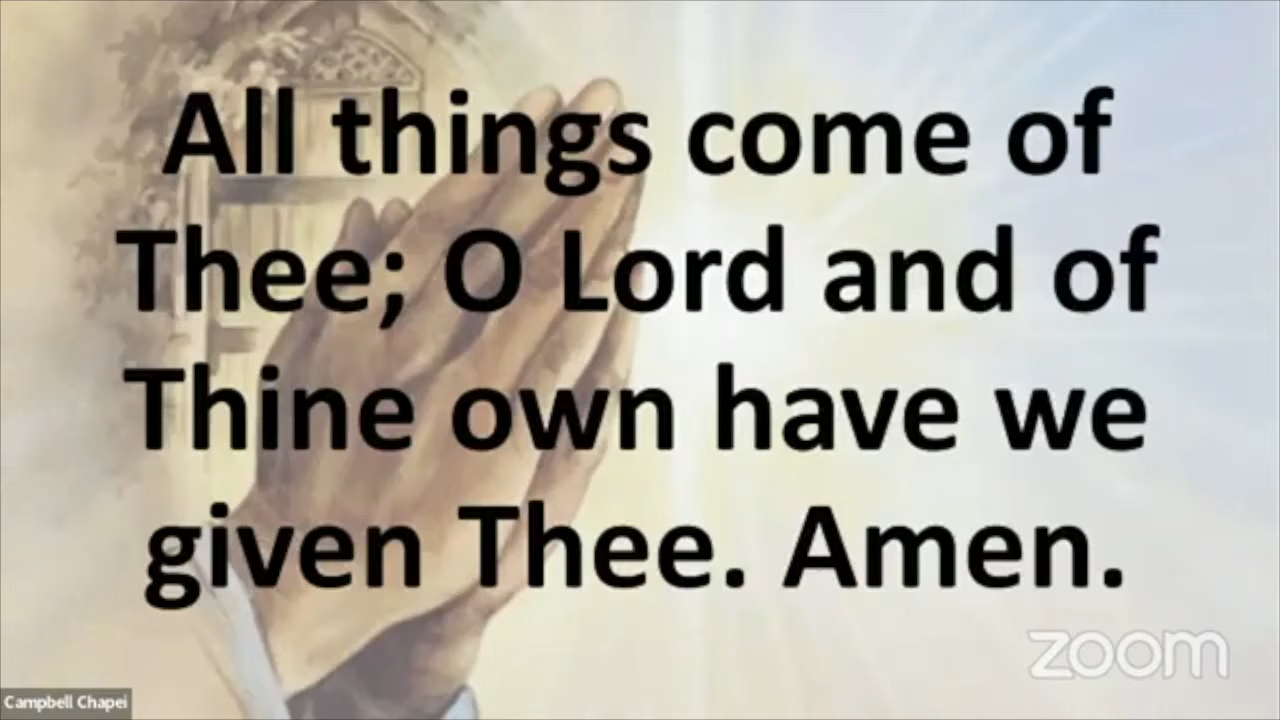 All things come of
Thee; O Lord and of
Thine own have we
given Thee. Amen.
zoom
Campbell Chapel